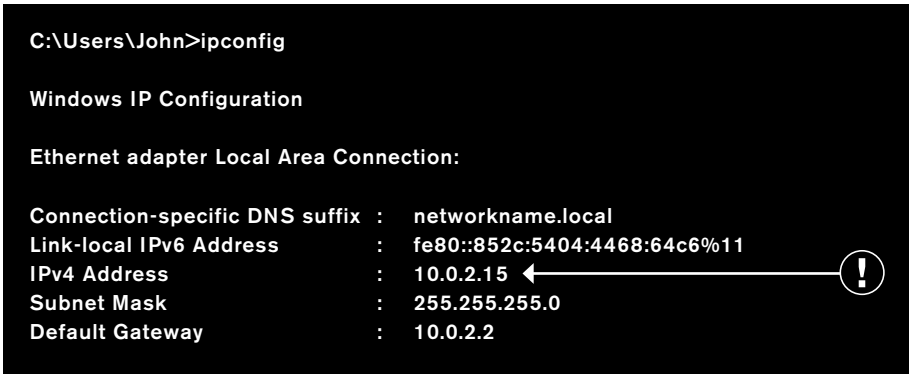 C:\Users\John>ipconfig
Windows IP Configuration
Ethernet adapter Local Area Connection:
Connection-specific DNS suffix : networkname.local
Link-local IPv6 Address : fe80::852c:5404:4468:64c6%11
IPv4 Address : 10.0.2.15 !
Subnet Mask : 255.255.255.0
Default Gateway : 10.0.2.2